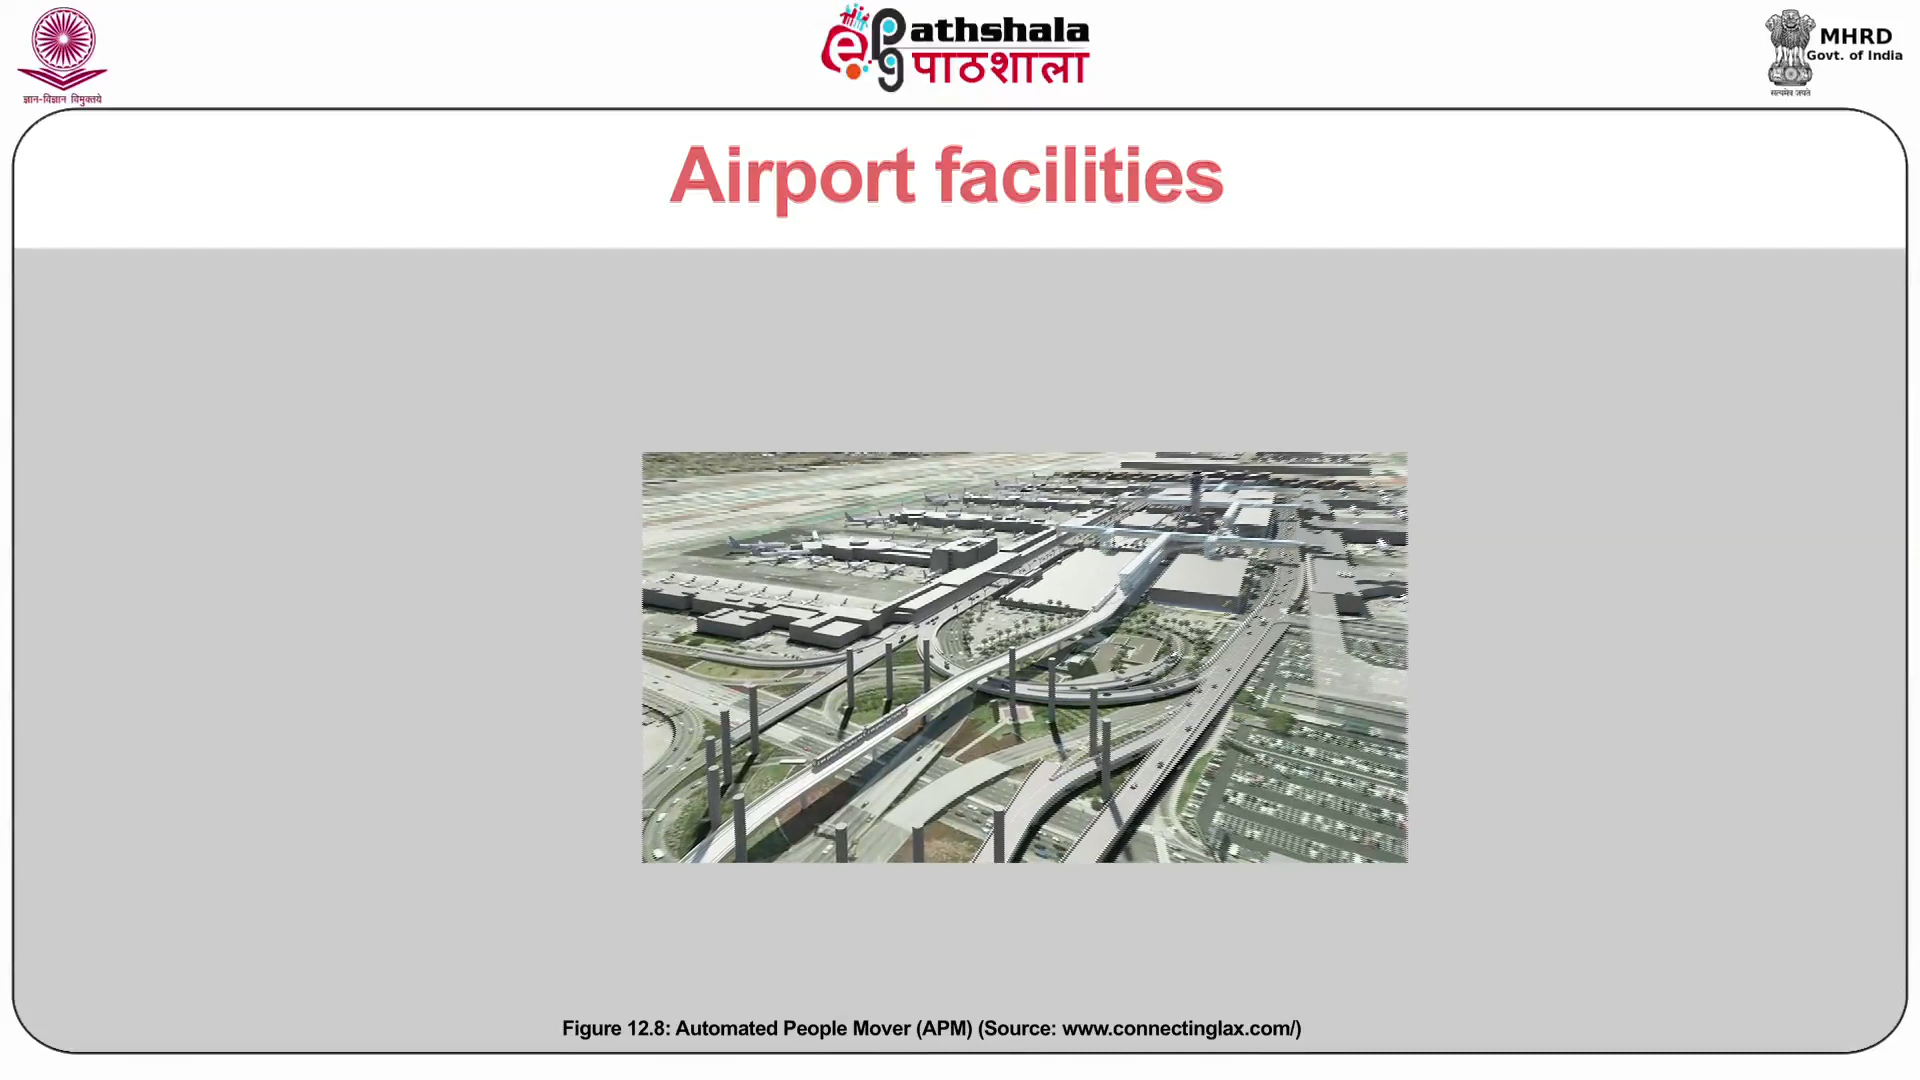 ज्ञान-विज्ञान विमुक्तये
ePathshala
पाठशाला
MHRD
Govt. of India
सत्यमेव जयते
Airport facilities
Figure 12.8: Automated People Mover (APM) (Source: www.connectinglax.com/)